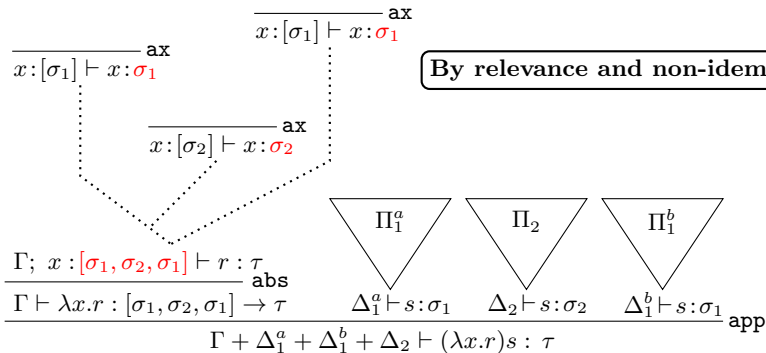 x:[σ₁] ⊢ x:σ₁ ax
x:[σ₁] ⊢ x:σ₁ ax
By relevance and non-idem
x:[σ₂] ⊢ x:σ₂ ax
Π₁ᵃ Π₂ Π₁ᵇ
Γ; x:[σ₁, σ₂, σ₁] ⊢ r : τ
abs
Γ ⊢ λx.r : [σ₁, σ₂, σ₁] → τ Δ₁ᵃ ⊢ s:σ₁ Δ₂ ⊢ s:σ₂ Δ₁ᵇ ⊢ s:σ₁
app
Γ + Δ₁ᵃ + Δ₁ᵇ + Δ₂ ⊢ (λx.r)s : τ